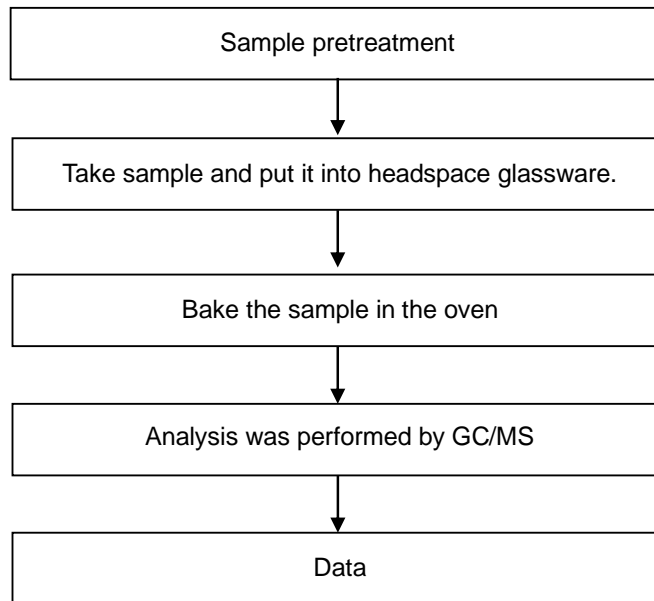 Sample pretreatment
Take sample and put it into headspace glassware.
Bake the sample in the oven
Analysis was performed by GC/MS
Data